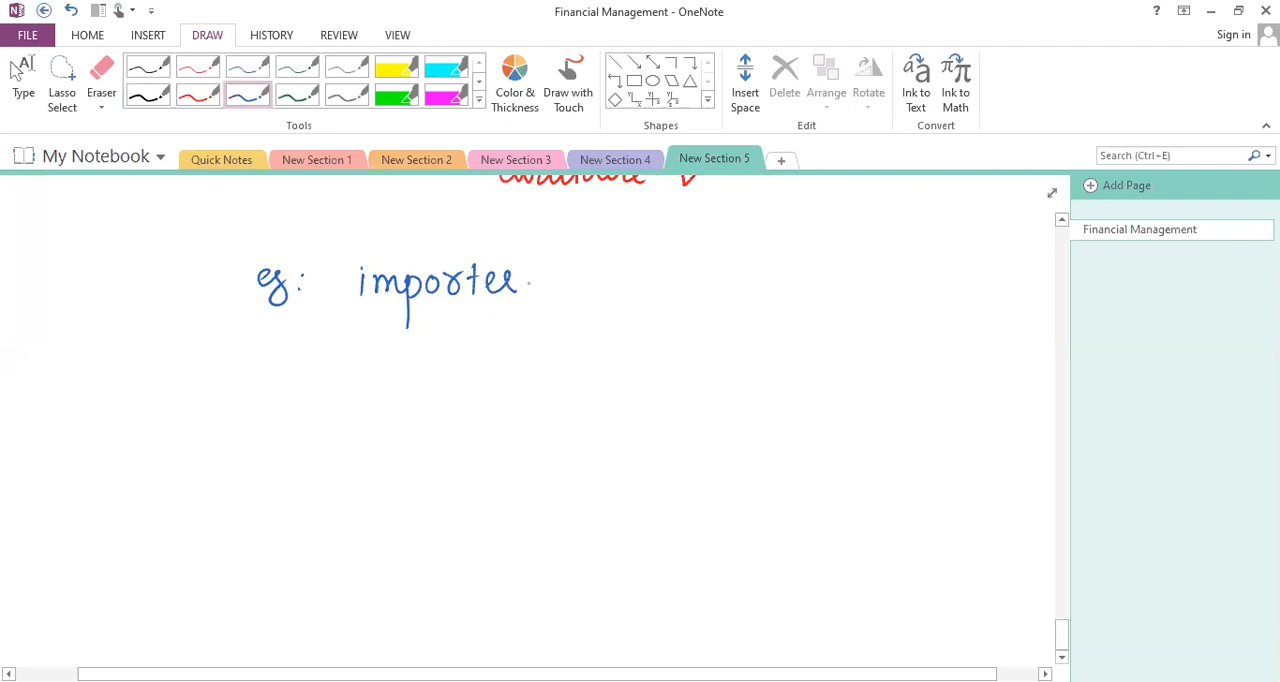 Financial Management - OneNote
?
FILE HOME INSERT DRAW HISTORY REVIEW VIEW Sign in
Type Lasso Select Eraser Color & Thickness Draw with Touch Insert Space Delete Arrange Rotate Ink to Text Ink to Math
Tools Shapes Edit Convert
My Notebook Quick Notes New Section 1 New Section 2 New Section 3 New Section 4 New Section 5 Search (Ctrl+E)
Add Page
Financial Management
eg: importer